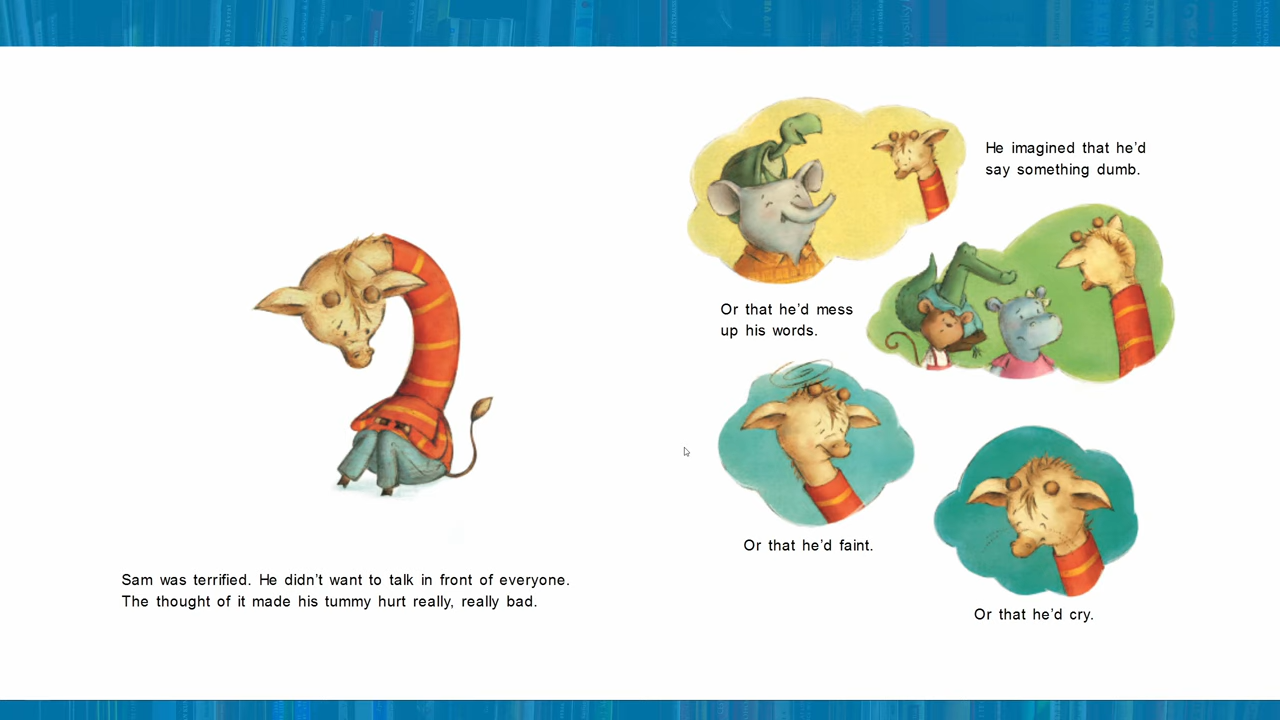 Sam was terrified. He didn’t want to talk in front of everyone.
The thought of it made his tummy hurt really, really bad.
He imagined that he’d
say something dumb.
Or that he’d mess
up his words.
Or that he’d faint.
Or that he’d cry.